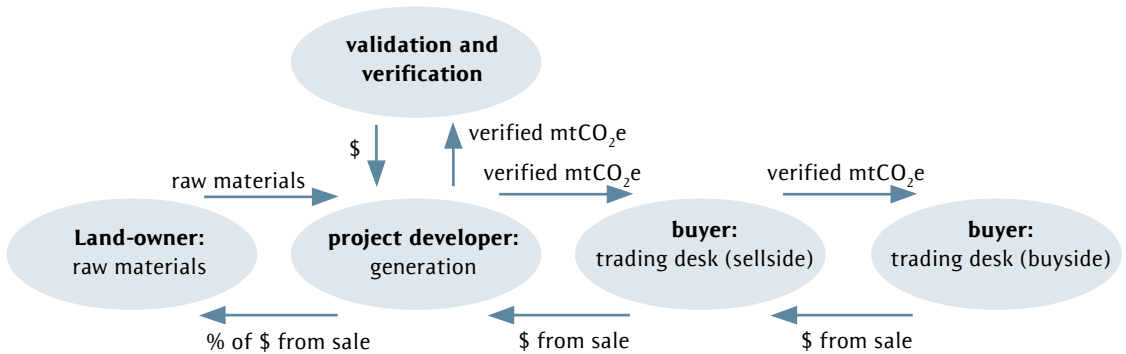 validation and
verification
$
verified mtCO₂e
raw materials
verified mtCO₂e
verified mtCO₂e
Land-owner:
raw materials
project developer:
generation
buyer:
trading desk (sellside)
buyer:
trading desk (buyside)
% of $ from sale
$ from sale
$ from sale